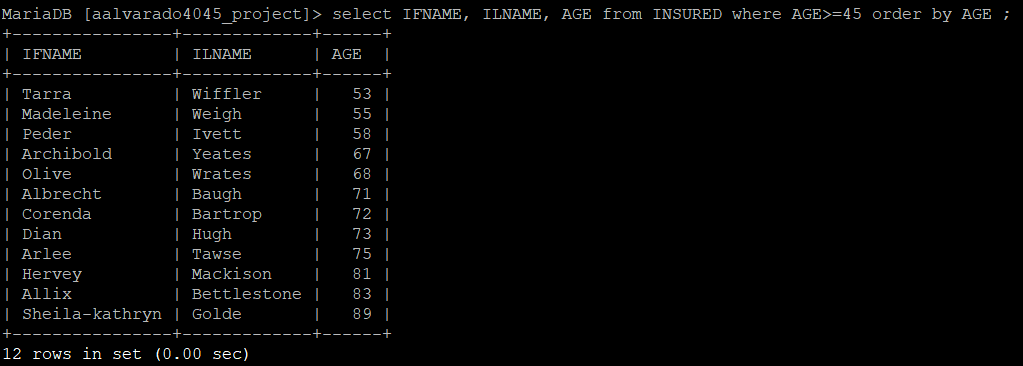 MariaDB [aalvarado4045_project]> select IFNAME, ILNAME, AGE from INSURED where AGE>=45 order by AGE ;
+----------------+-------------+------+
| IFNAME         | ILNAME      | AGE  |
+----------------+-------------+------+
| Tarra          | Wiffler     |   53 |
| Madeleine      | Weigh       |   55 |
| Peder          | Ivett       |   58 |
| Archibold      | Yeates      |   67 |
| Olive          | Wrates      |   68 |
| Albrecht       | Baugh       |   71 |
| Corenda        | Bartrop     |   72 |
| Dian           | Hugh        |   73 |
| Arlee          | Tawse       |   75 |
| Hervey         | Mackison    |   81 |
| Allix          | Bettlestone |   83 |
| Sheila-kathryn | Golde       |   89 |
+----------------+-------------+------+
12 rows in set (0.00 sec)